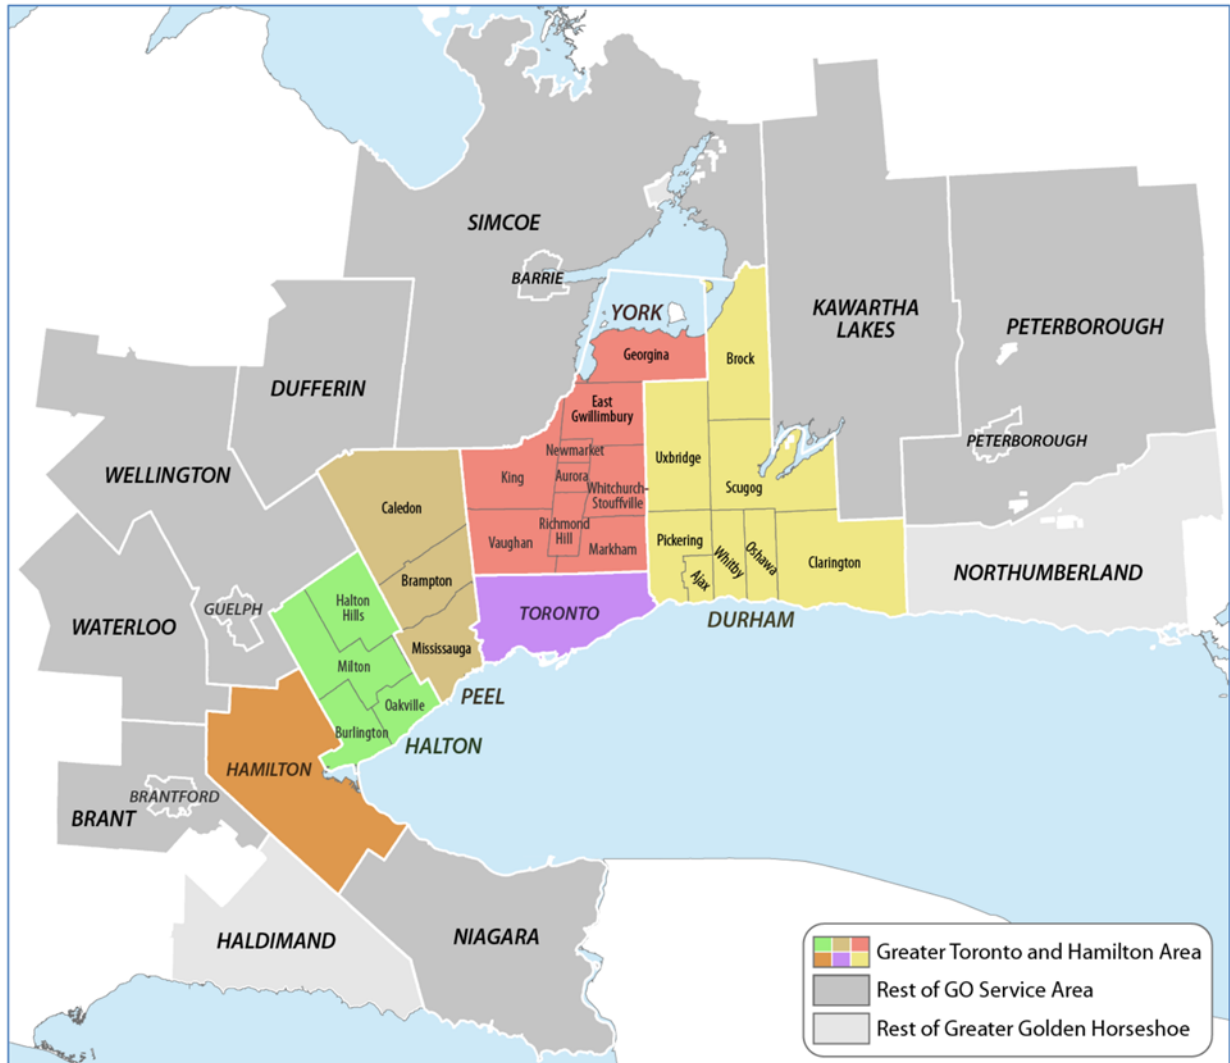 SIMCOE
BARRIE
YORK
KAWARTHA
LAKES
PETERBOROUGH
Georgina
Brock
DUFFERIN
East
Gwillimbury
PETERBOROUGH
Newmarket
Uxbridge
WELLINGTON
King
Aurora
Whitchurch-
Stouffville
Scugog
Caledon
Richmond
Hill
Vaughan
Markham
Pickering
Ajax
Whitby
Oshawa
Clarington
NORTHUMBERLAND
Brampton
Halton
Hills
GUELPH
TORONTO
DURHAM
WATERLOO
Mississauga
Milton
PEEL
Oakville
Burlington
HALTON
HAMILTON
BRANTFORD
BRANT
HALDIMAND
NIAGARA
Greater Toronto and Hamilton Area
Rest of GO Service Area
Rest of Greater Golden Horseshoe